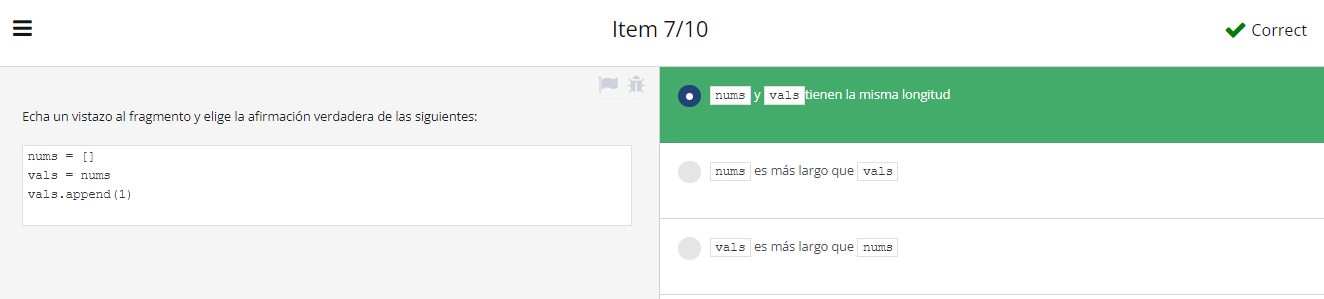 Item 7/10
Correct
Echa un vistazo al fragmento y elige la afirmación verdadera de las siguientes:
nums = []
vals = nums
vals.append(1)
nums y vals tienen la misma longitud
nums es más largo que vals
vals es más largo que nums